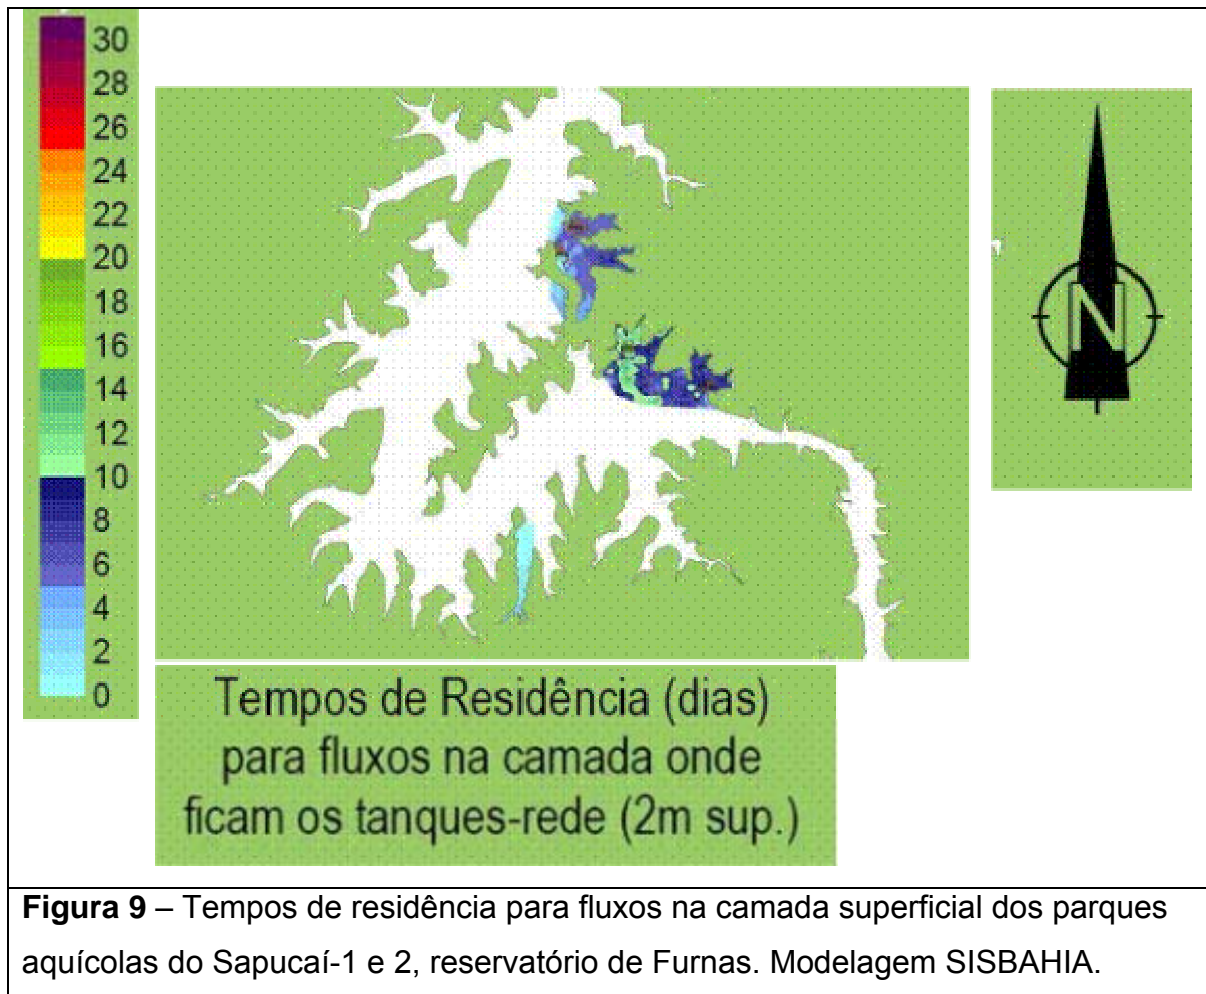 30
28
26
24
22
20
18
16
14
12
10
8
6
4
2
0
N
Tempos de Residência (dias)
para fluxos na camada onde
ficam os tanques-rede (2m sup.)
Figura 9 – Tempos de residência para fluxos na camada superficial dos parques
aquícolas do Sapucaí-1 e 2, reservatório de Furnas. Modelagem SISBAHIA.